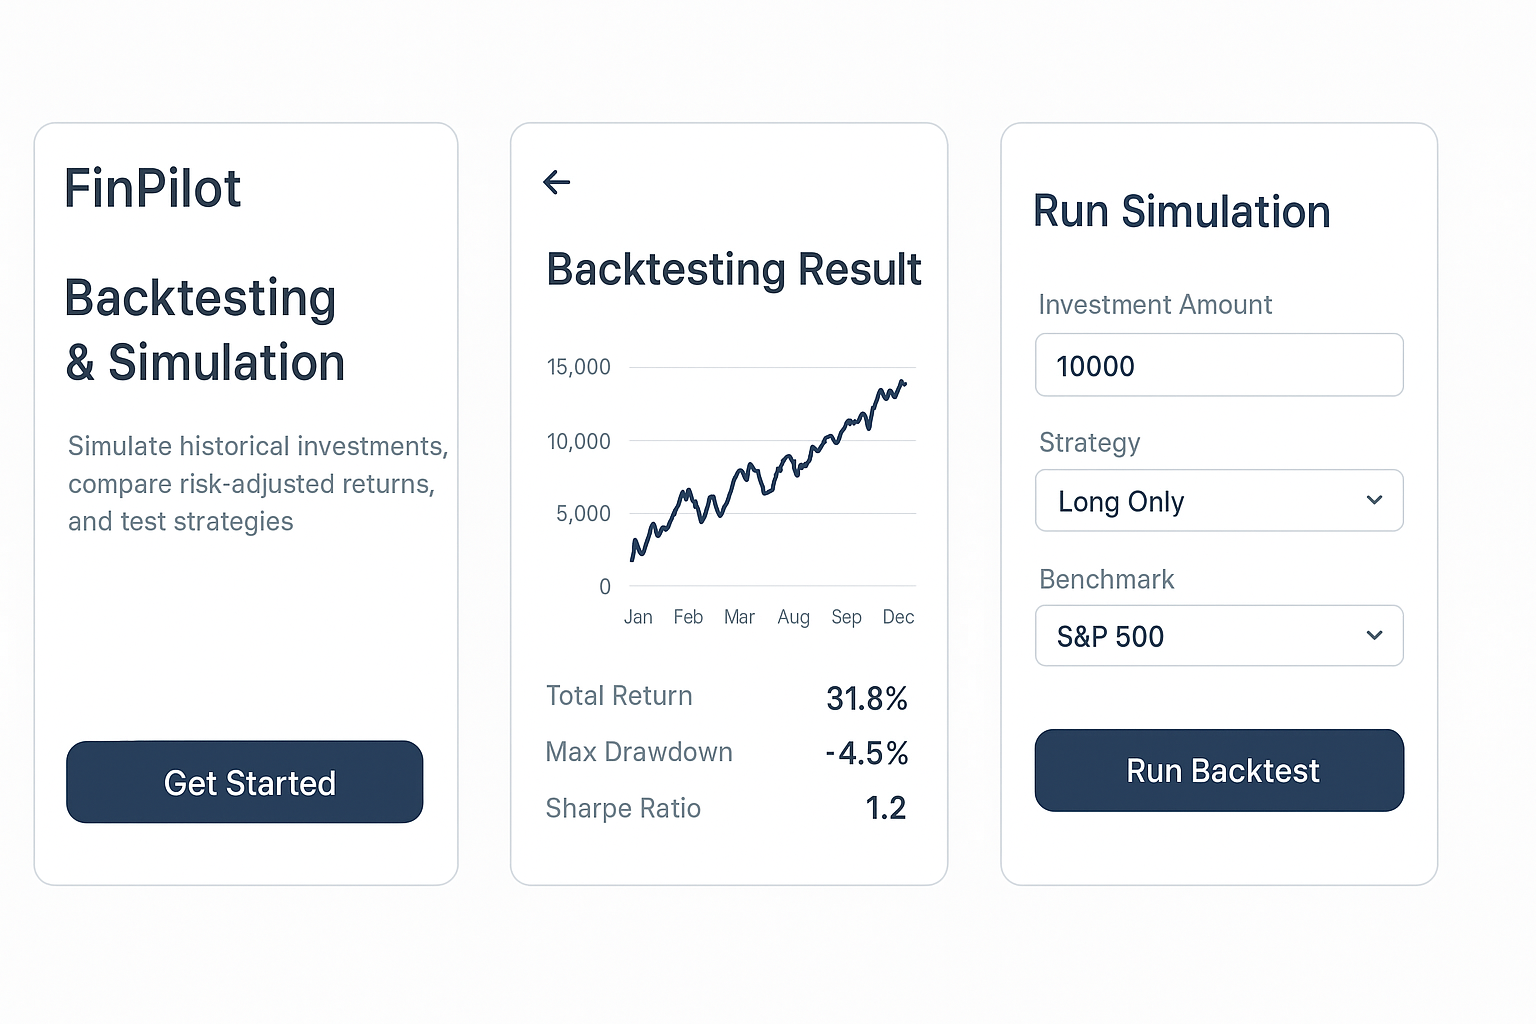 FinPilot
Backtesting
& Simulation
Simulate historical investments,
compare risk-adjusted returns,
and test strategies
Get Started
Backtesting Result
15,000
10,000
5,000
0
Jan Feb Mar Aug Sep Dec
Total Return 31.8%
Max Drawdown -4.5%
Sharpe Ratio 1.2
Run Simulation
Investment Amount
10000
Strategy
Long Only
Benchmark
S&P 500
Run Backtest